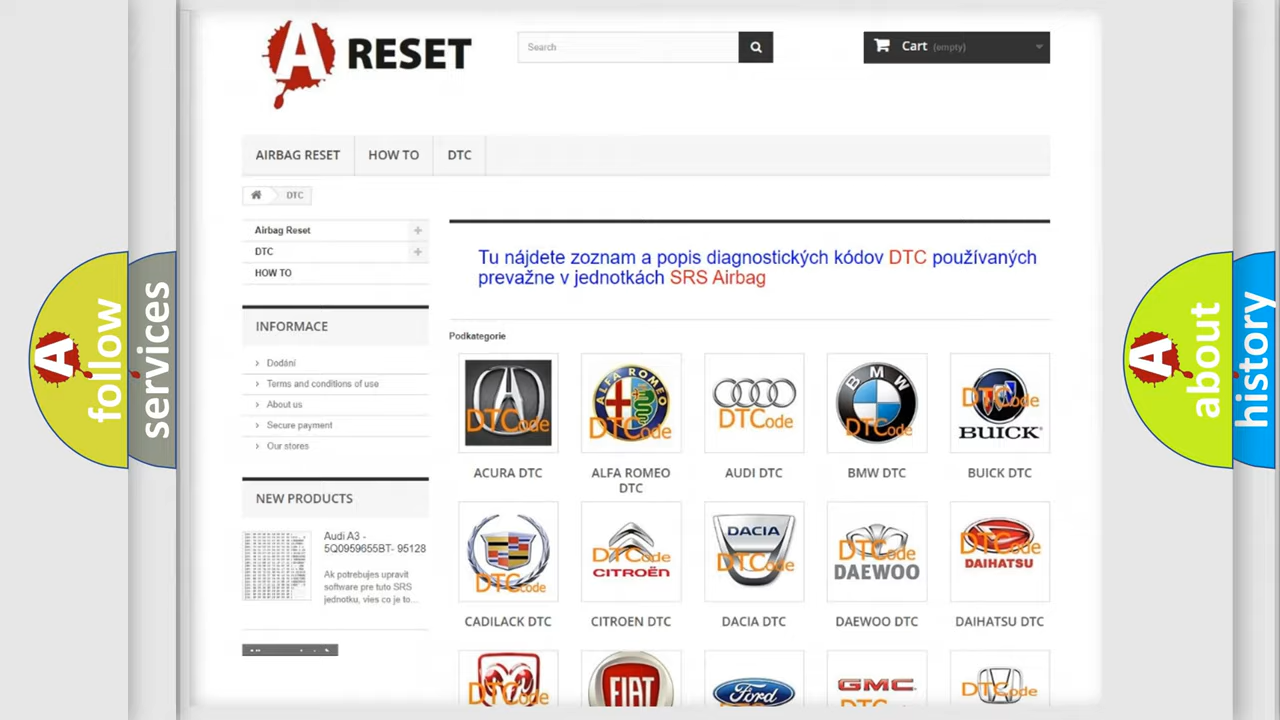 A RESET
Search
Cart (empty)
AIRBAG RESET
HOW TO
DTC
DTC
Airbag Reset
DTC
HOW TO
INFORMACE
Dodání
Terms and conditions of use
About us
Secure payment
Our stores
NEW PRODUCTS
Audi A3 -
5Q0959655BT- 95128
Ak potrebujes upravit
software pre tuto SRS
jednotku, vies co je to...
Tu nájdete zoznam a popis diagnostických kódov DTC používaných
prevažne v jednotkách SRS Airbag
Podkategorie
DTCode
ALFA ROMEO
DTCode
DTCode
BMW
DTCode
DTCode
BUICK
ACURA DTC
ALFA ROMEO
DTC
AUDI DTC
BMW DTC
BUICK DTC
DTCode
DTCode
CITROËN
DACIA
DTCode
DTCode
DAEWOO
DTCode
DAIHATSU
CADILACK DTC
CITROEN DTC
DACIA DTC
DAEWOO DTC
DAIHATSU DTC
DTCode
FIAT
Ford
GMC
DTCode
A follow
services
A about
history